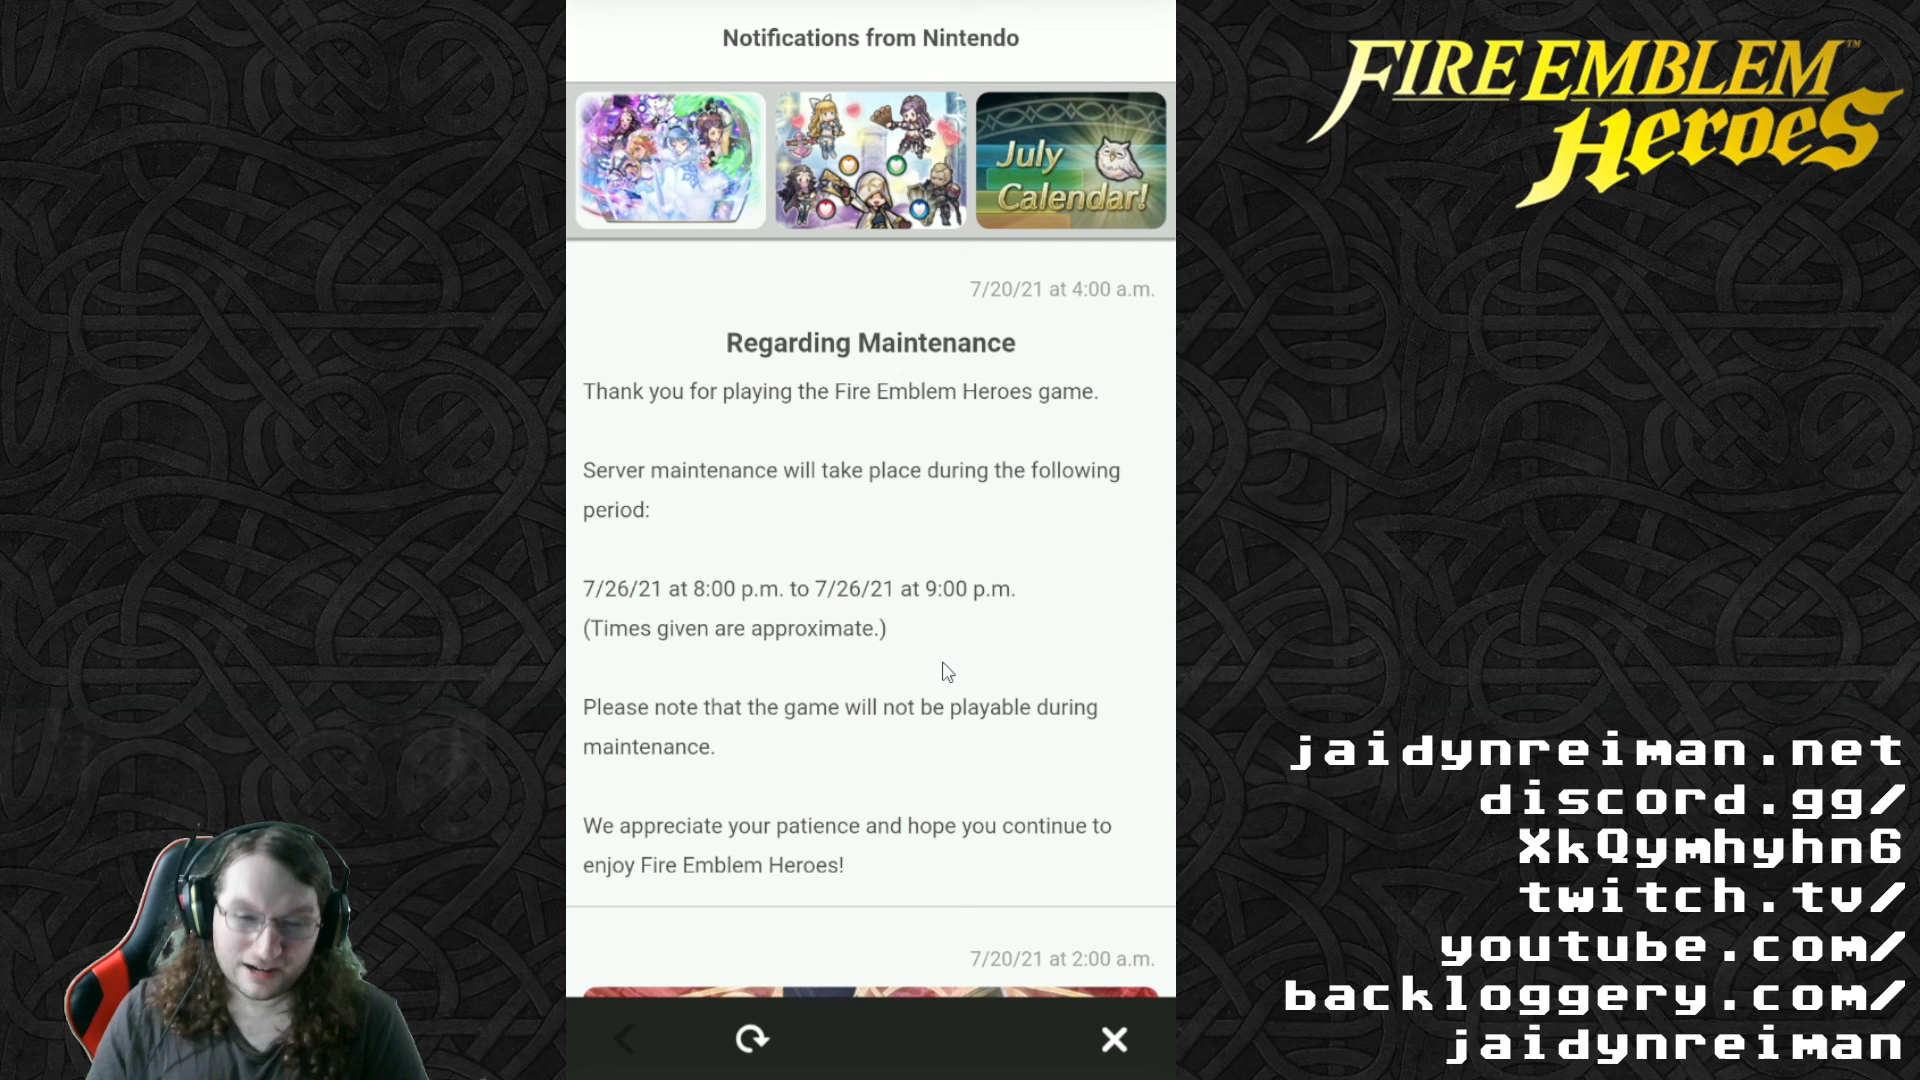 Notifications from Nintendo
July
Calendar!
7/20/21 at 4:00 a.m.
Regarding Maintenance
Thank you for playing the Fire Emblem Heroes game.
Server maintenance will take place during the following
period:
7/26/21 at 8:00 p.m. to 7/26/21 at 9:00 p.m.
(Times given are approximate.)
Please note that the game will not be playable during
maintenance.
We appreciate your patience and hope you continue to
enjoy Fire Emblem Heroes!
7/20/21 at 2:00 a.m.
FIRE EMBLEM™
Heroes
jaidynreiman.net
discord.gg/
XkQymhyhn6
twitch.tv/
youtube.com/
backloggery.com/
jaidynreiman